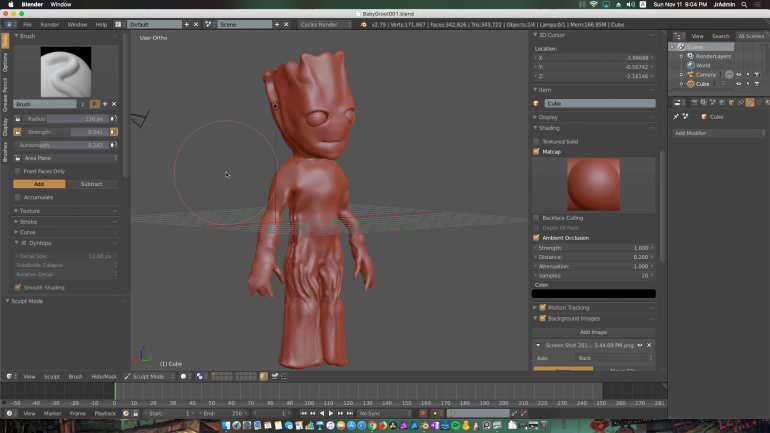 Blender Window
Sun Nov 11 9:04 PM JrAdmin
BabyGroot001.blend
File Render Window Help Default Scene Cycles Render v2.79 | Verts:171,867 | Faces:342,826 | Tris:343,722 | Objects:2/4 | Lamps:0/1 | Mem:166.85M | Cube
View Search All Scenes
Tools
Options
Grease Pencil
Display
Brushes
Brush
Brush 2 F
Radius: 130 px
Strength: 0.541
Autosmooth: 0.247
Area Plane
Front Faces Only
Add Subtract
Accumulate
Texture
Stroke
Curve
Dyntopo
Detail Size: 12.00 px
Subdivide Collapse
Relative Detail
Smooth Shading
Sculpt Mode
User Ortho
(1) Cube
3D Cursor
Location:
X: -3.88688
Y: -0.56742
Z: -2.16146
Item
Cube
Display
Shading
Textured Solid
Matcap
Backface Culling
Depth Of Field
Ambient Occlusion
Strength: 1.000
Distance: 0.200
Attenuation: 1.000
Samples: 20
Color:
Motion Tracking
Background Images
Add Image
Screen Shot 201... 3.44.09 PM.png
Axis: Back
Scene
RenderLayers
World
Camera
Cube
Cube
Add Modifier
View Sculpt Brush Hide/Mask Sculpt Mode
-50 -40 -30 -20 -10 0 10 20 30 40 50 60 70 80 90 100 110 120 130 140 150 160 170 180 190 200 210 220 230 240 250 260 270
View Marker Frame Playback Start: 1 End: 250 1 No Sync